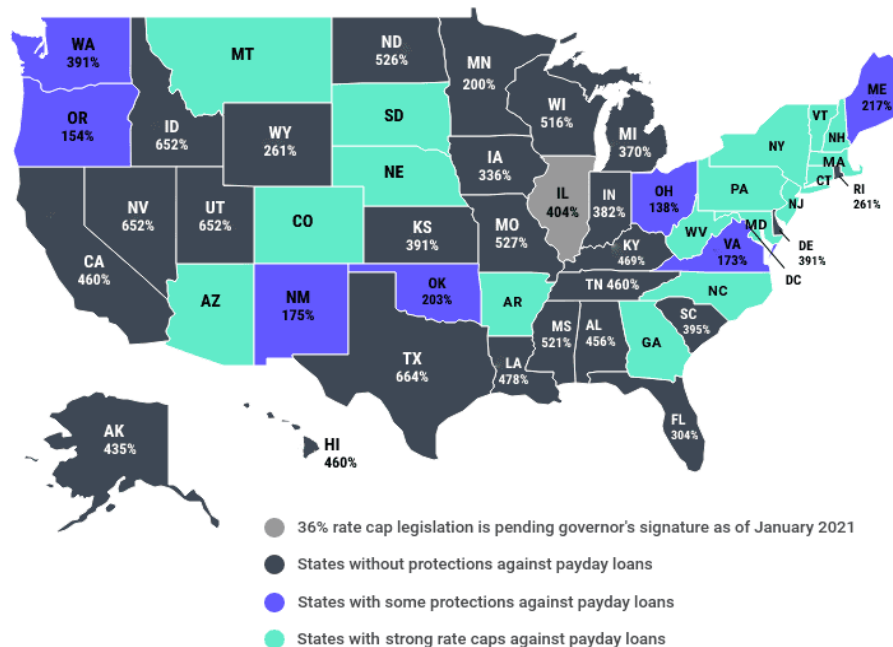 WA
391%
MT
ND
526%
MN
200%
ME
217%
OR
154%
ID
652%
WY
261%
SD
WI
516%
MI
370%
VT
NH
NY
MA
CT
RI
261%
IA
336%
NE
IL
404%
IN
382%
OH
138%
PA
NJ
NV
652%
UT
652%
CO
KS
391%
MO
527%
KY
469%
WV
VA
173%
MD
DE
391%
DC
CA
460%
AZ
NM
175%
OK
203%
AR
TN 460%
NC
SC
395%
MS
521%
AL
456%
GA
TX
664%
LA
478%
FL
304%
AK
435%
HI
460%
36% rate cap legislation is pending governor's signature as of January 2021
States without protections against payday loans
States with some protections against payday loans
States with strong rate caps against payday loans